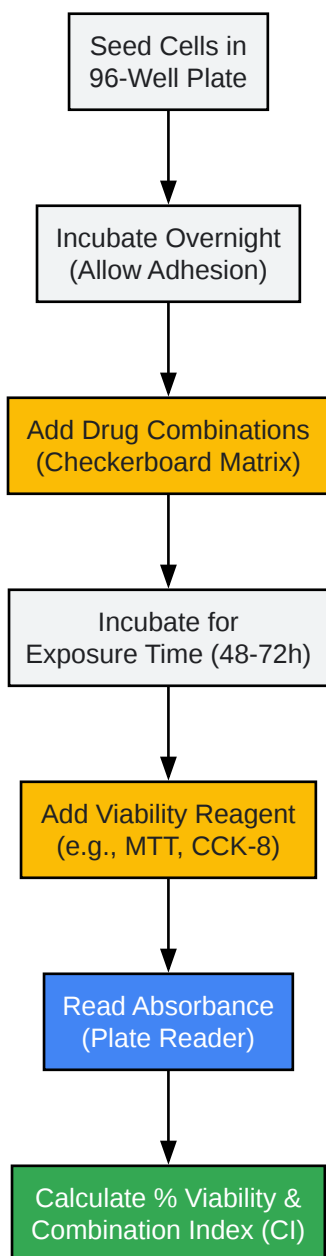 Seed Cells in
96-Well Plate
Incubate Overnight
(Allow Adhesion)
Add Drug Combinations
(Checkerboard Matrix)
Incubate for
Exposure Time (48-72h)
Add Viability Reagent
(e.g., MTT, CCK-8)
Read Absorbance
(Plate Reader)
Calculate % Viability &
Combination Index (CI)